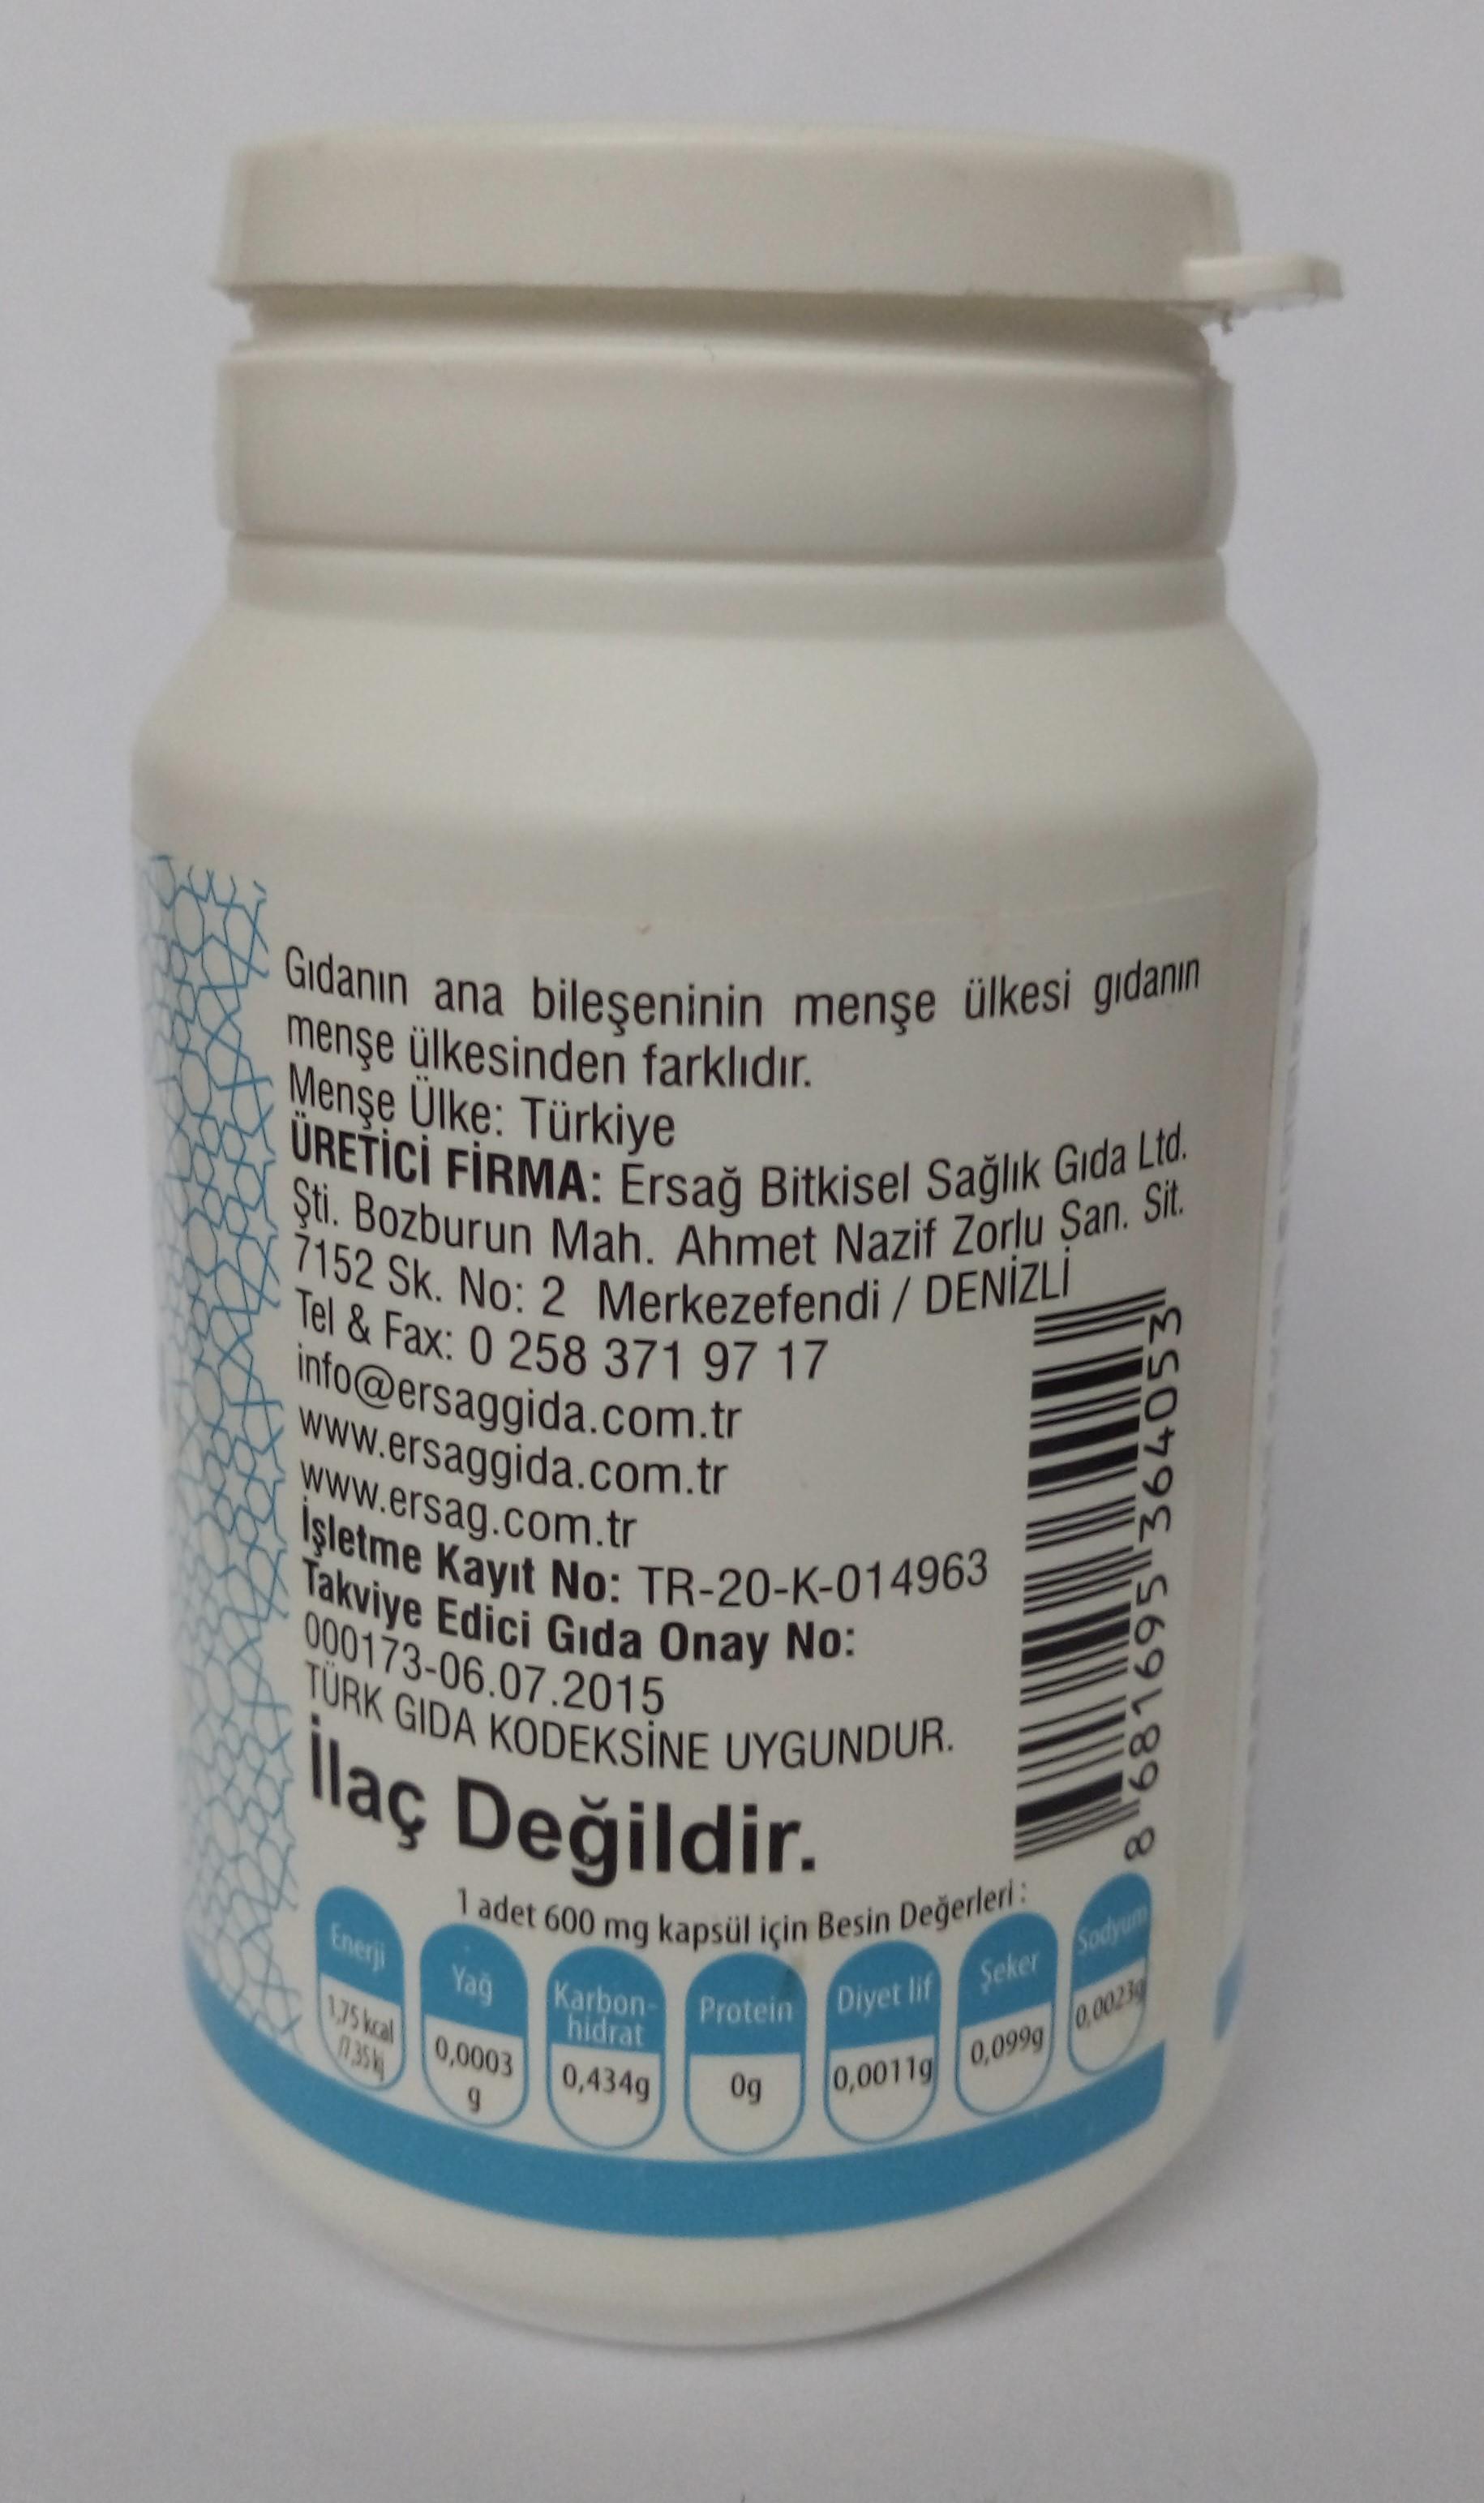 Gıdanın ana bileşeninin menşe ülkesi gıdanın
menşe ülkesinden farklıdır.
Menşe Ülke: Türkiye
ÜRETİCİ FİRMA: Ersağ Bitkisel Sağlık Gıda Ltd.
Şti. Bozburun Mah. Ahmet Nazif Zorlu San. Sit.
7152 Sk. No: 2 Merkezefendi / DENİZLİ
Tel & Fax: 0 258 371 97 17
info@ersaggida.com.tr
www.ersaggida.com.tr
www.ersag.com.tr
İşletme Kayıt No: TR-20-K-014963
Takviye Edici Gıda Onay No:
000173-06.07.2015
TÜRK GIDA KODEKSİNE UYGUNDUR.
İlaç Değildir.
8 681695 364053
1 adet 600 mg kapsül için Besin Değerleri :
Enerji
1,75 kcal
/7,35 kj
Yağ
0,0003
g
Karbon-
hidrat
0,434g
Protein
0g
Diyet lif
0,0011g
Şeker
0,099g
Sodyum
0,0023g